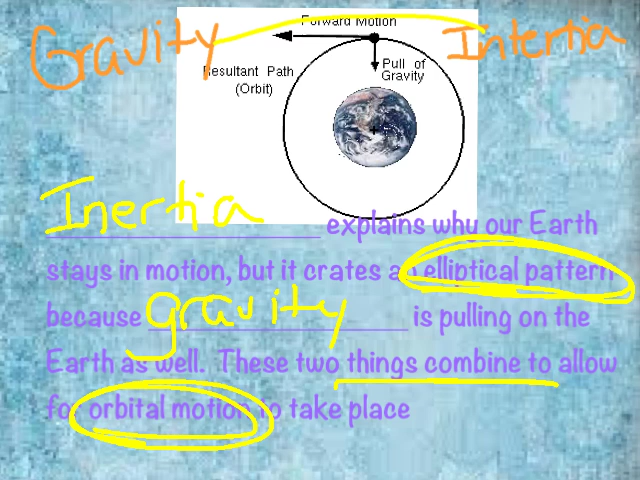 Forward Motion
Gravity
Intertia
Resultant Path
(Orbit)
Pull of
Gravity
Inertia explains why our Earth
stays in motion, but it crates an elliptical pattern
because gravity is pulling on the
Earth as well. These two things combine to allow
for orbital motion to take place